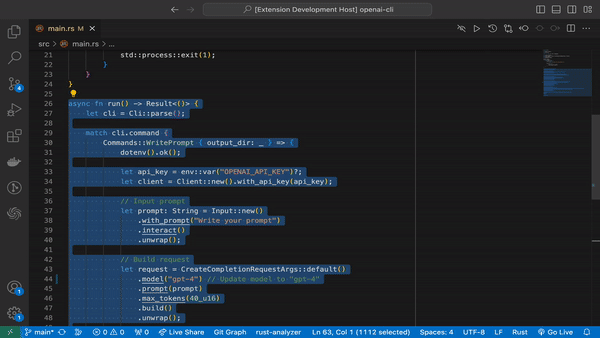 [Extension Development Host] openai-cli
main.rs M
src > main.rs > ...
21 std::process::exit(1);
22 }
23 }
24 }
25
26 async fn run() -> Result<()> {
27 let cli = Cli::parse();
28
29 match cli.command {
30 Commands::WritePrompt { output_dir: _ } => {
31 dotenv().ok();
32
33 let api_key = env::var("OPENAI_API_KEY")?;
34 let client = Client::new().with_api_key(api_key);
35
36 // Input prompt
37 let prompt: String = Input::new()
38 .with_prompt("Write your prompt")
39 .interact()
40 .unwrap();
41
42 // Build request
43 let request = CreateCompletionRequestArgs::default()
44 .model("gpt-4") // Update model to "gpt-4"
45 .prompt(prompt)
46 .max_tokens(40_u16)
47 .build()
48 .unwrap();
4
1
1
main* 0 0 0 Live Share Git Graph rust-analyzer Ln 63, Col 1 (1112 selected) Spaces: 4 UTF-8 LF Rust Go Live